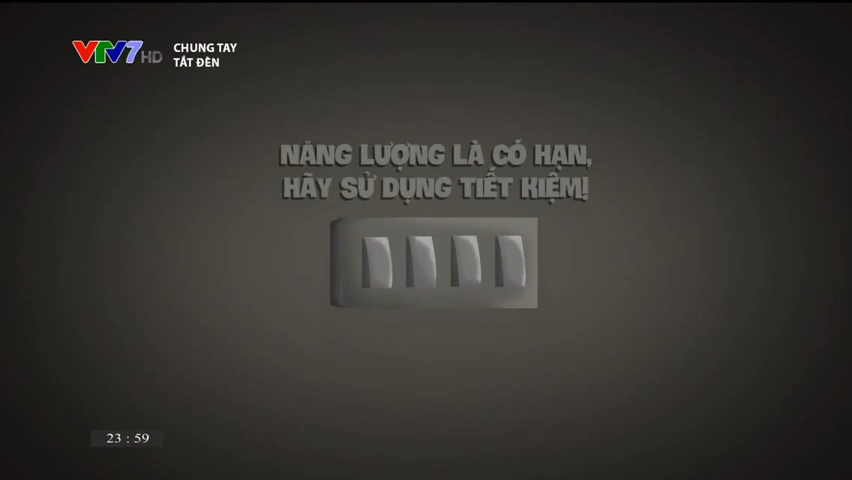 VTV7 HD
CHUNG TAY
TẮT ĐÈN
NĂNG LƯỢNG LÀ CÓ HẠN,
HÃY SỬ DỤNG TIẾT KIỆM!
23 : 59